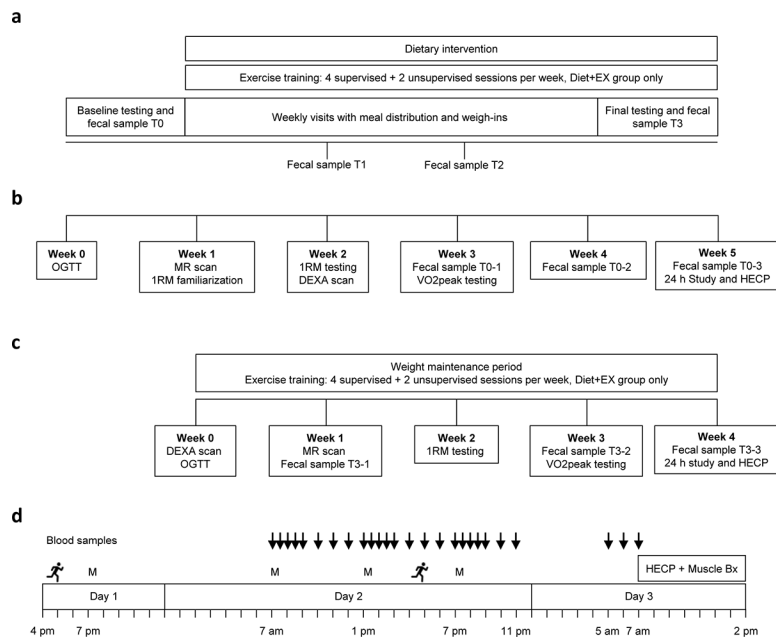 a
Dietary intervention
Exercise training: 4 supervised + 2 unsupervised sessions per week, Diet+EX group only
Baseline testing and
fecal sample T0
Weekly visits with meal distribution and weigh-ins
Final testing and fecal
sample T3
Fecal sample T1
Fecal sample T2
b
Week 0
OGTT
Week 1
MR scan
1RM familiarization
Week 2
1RM testing
DEXA scan
Week 3
Fecal sample T0-1
VO2peak testing
Week 4
Fecal sample T0-2
Week 5
Fecal sample T0-3
24 h Study and HECP
c
Weight maintenance period
Exercise training: 4 supervised + 2 unsupervised sessions per week, Diet+EX group only
Week 0
DEXA scan
OGTT
Week 1
MR scan
Fecal sample T3-1
Week 2
1RM testing
Week 3
Fecal sample T3-2
VO2peak testing
Week 4
Fecal sample T3-3
24 h study and HECP
d
Blood samples
M M M M
HECP + Muscle Bx
Day 1 Day 2 Day 3
4 pm 7 pm 7 am 1 pm 7 pm 11 pm 5 am 7 am 2 pm